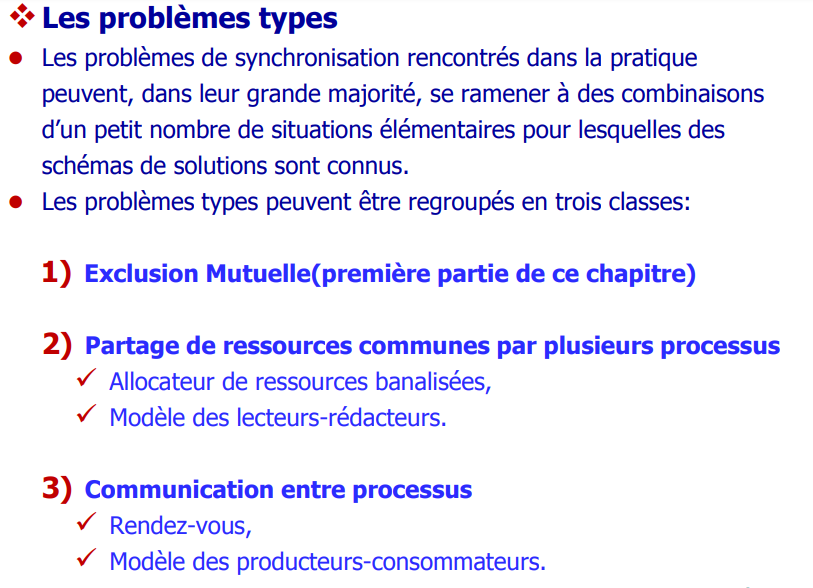 Les problèmes types
Les problèmes de synchronisation rencontrés dans la pratique
peuvent, dans leur grande majorité, se ramener à des combinaisons
d'un petit nombre de situations élémentaires pour lesquelles des
schémas de solutions sont connus.
Les problèmes types peuvent être regroupés en trois classes:
1) Exclusion Mutuelle(première partie de ce chapitre)
2) Partage de ressources communes par plusieurs processus
Allocateur de ressources banalisées,
Modèle des lecteurs-rédacteurs.
3) Communication entre processus
Rendez-vous,
Modèle des producteurs-consommateurs.